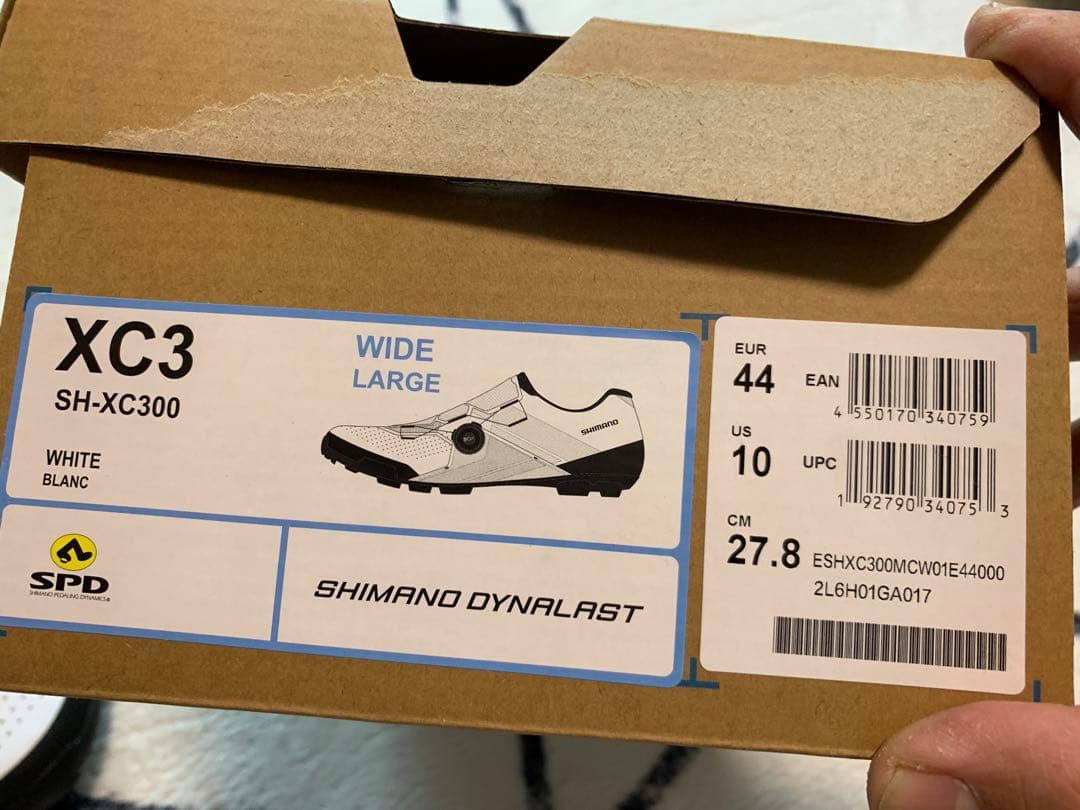 XC3
SH-XC300
WIDE
LARGE
WHITE
BLANC
SHIMANO
SPD
SHIMANO PEDALING DYNAMICS
SHIMANO DYNALAST
EUR
44
EAN
4 550170 340759
US
10
UPC
1 92790 34075 3
CM
27.8
ESHXC300MCW01E44000
2L6H01GA017